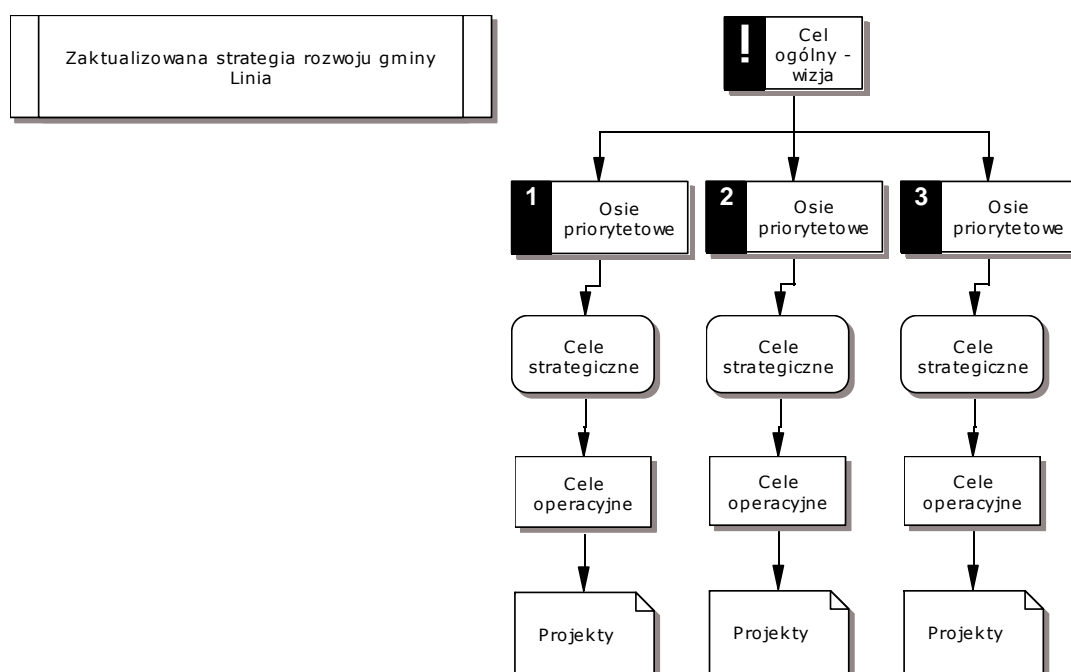 Zaktualizowana strategia rozwoju gminy
Linia
!
Cel
ogólny -
wizja
1
Osie
priorytetowe
2
Osie
priorytetowe
3
Osie
priorytetowe
Cele
strategiczne
Cele
strategiczne
Cele
strategiczne
Cele
operacyjne
Cele
operacyjne
Cele
operacyjne
Projekty
Projekty
Projekty